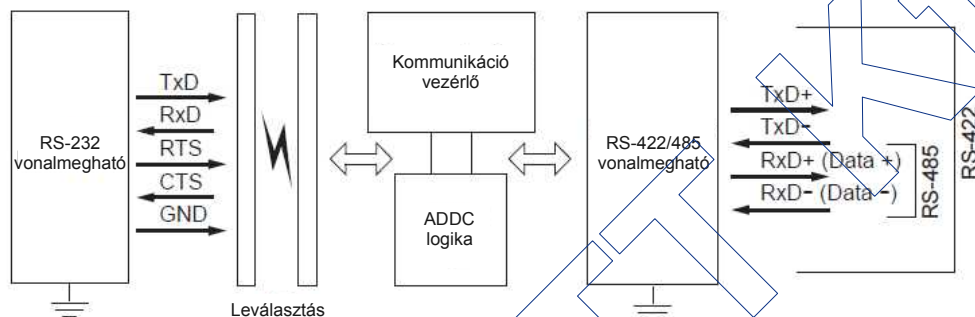 RS-232
vonalmegható
TxD
RxD
RTS
CTS
GND
Leválasztás
Kommunikáció
vezérlő
ADDC
logika
RS-422/485
vonalmegható
TxD+
TxD-
RxD+ (Data +)
RxD- (Data -)
RS-485
RS-422